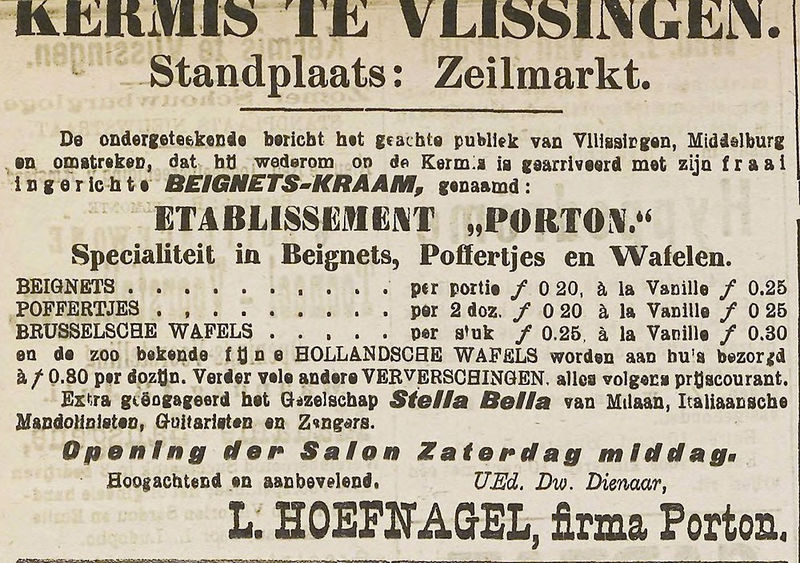 KERMIS TE VLISSINGEN.
Standplaats: Zeilmarkt.
De ondergeteekende bericht het geachte publiek van Vlissingen, Middelburg
en omstreken, dat hij wederom op de Kermis is gearriveerd met zijn fraai
ingerichte BEIGNETS-KRAAM, genaamd:
ETABLISSEMENT „PORTON.“
Specialiteit in Beignets, Poffertjes en Wafelen.
BEIGNETS . . . . . . . . . . . per portie ƒ 0 20, à la Vanille ƒ 0.25
POFFERTJES . . . . . . . . . . per 2 doz. ƒ 0 20 à la Vanille ƒ 0 25
BRUSSELSCHE WAFELS . . . . . . per stuk ƒ 0.25, à la Vanille ƒ 0.30
en de zoo bekende fijne HOLLANDSCHE WAFELS worden aan hu's bezorgd
à ƒ 0.80 per dozijn. Verder vele andere VERVERSCHINGEN, alles volgens prijscourant.
Extra geëngageerd het Gezelschap Stella Bella van Milaan, Italiaansche
Mandolinisten, Guitaristen en Zangers.
Opening der Salon Zaterdag middag.
Hoogachtend en aanbevelend. UEd. Dw. Dienaar,
L. HOEFNAGEL, firma Porton.